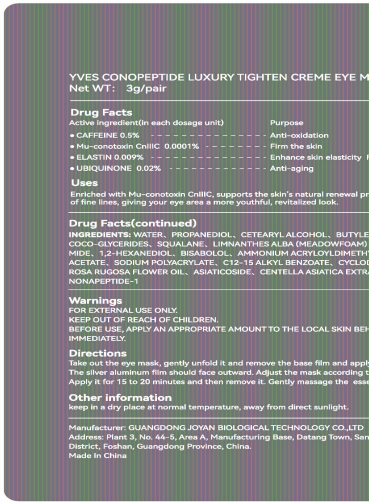 YVES CONOPEPTIDE LUXURY TIGHTEN CREME EYE M
Net WT: 3g/pair
Drug Facts
Active ingredient(in each dosage unit) Purpose
• CAFFEINE 0.5% - - - - - - - - - - - - - - - - Anti-oxidation
• Mu-conotoxin CnIIIC 0.0001% - - - - - - - - - - Firm the skin
• ELASTIN 0.009% - - - - - - - - - - - - - - - Enhance skin elasticity
• UBIQUINONE 0.02% - - - - - - - - - - - - - Anti-aging
Uses
Enriched with Mu-conotoxin CnIIIC, supports the skin's natural renewal pr
of fine lines, giving your eye area a more youthful, revitalized look.
Drug Facts(continued)
INGREDIENTS: WATER、PROPANEDIOL、CETEARYL ALCOHOL、BUTYLE
COCO-GLYCERIDES、SQUALANE、LIMNANTHES ALBA (MEADOWFOAM)
MIDE、1,2-HEXANEDIOL、BISABOLOL、AMMONIUM ACRYLOYLDIMETH
ACETATE、SODIUM POLYACRYLATE、C12-15 ALKYL BENZOATE、CYCLO
ROSA RUGOSA FLOWER OIL、ASIATICOSIDE、CENTELLA ASIATICA EXTRA
NONAPEPTIDE-1
Warnings
FOR EXTERNAL USE ONLY.
KEEP OUT OF REACH OF CHILDREN.
BEFORE USE, APPLY AN APPROPRIATE AMOUNT TO THE LOCAL SKIN BEH
IMMEDIATELY.
Directions
Take out the eye mask, gently unfold it and remove the base film and apply
The silver aluminum film should face outward. Adjust the mask according t
Apply it for 15 to 20 minutes and then remove it. Gently massage the esse
Other information
keep in a dry place at normal temperature, away from direct sunlight.
Manufacturer: GUANGDONG JOYAN BIOLOGICAL TECHNOLOGY CO.,LTD
Address: Plant 3, No. 44-5, Area A, Manufacturing Base, Datang Town, San
District, Foshan, Guangdong Province, China.
Made In China